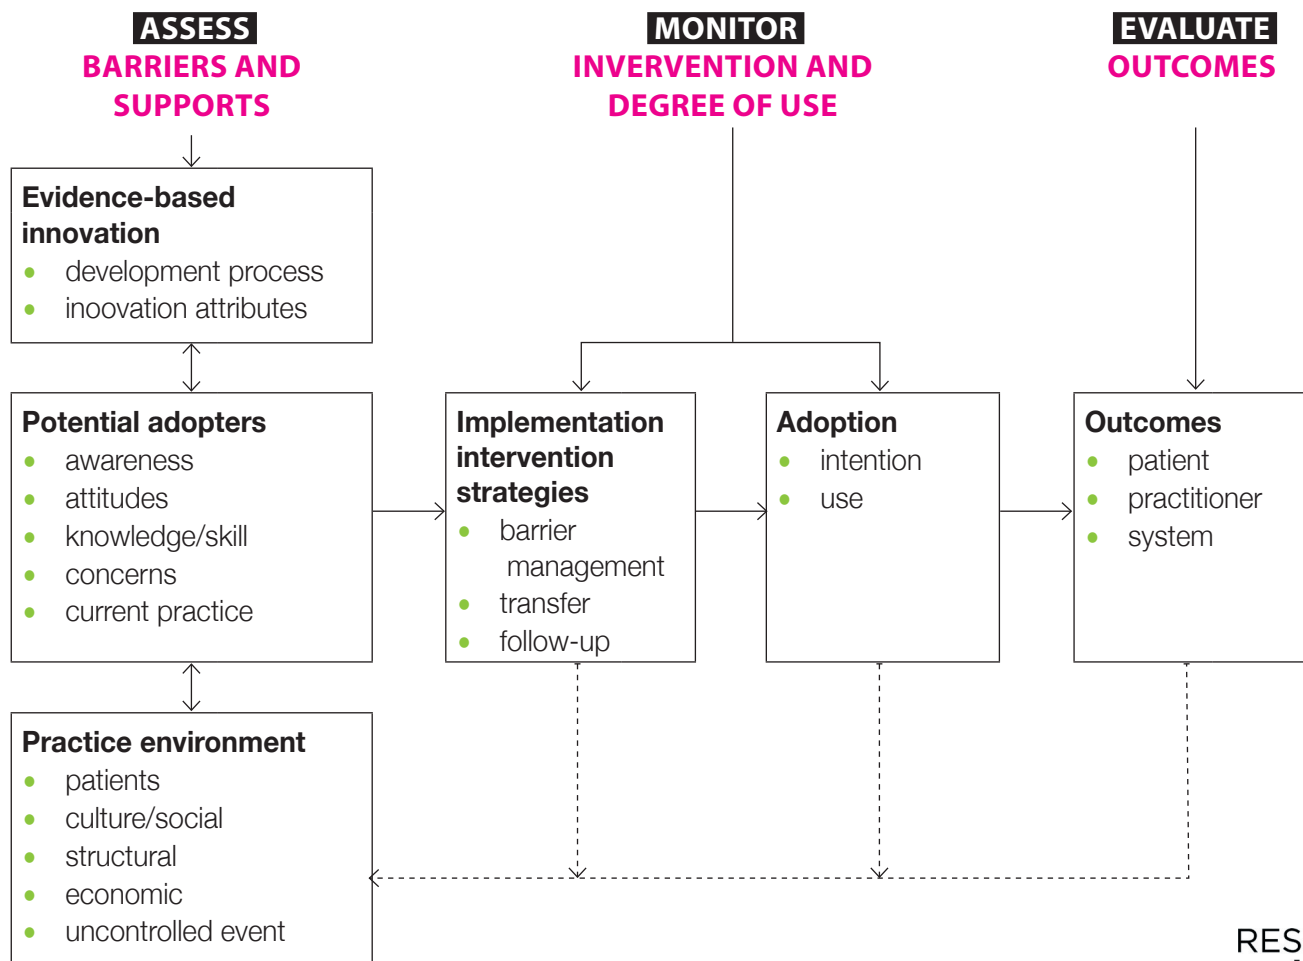 ASSESS
BARRIERS AND
SUPPORTS
MONITOR
INVERVENTION AND
DEGREE OF USE
EVALUATE
OUTCOMES
Evidence-based
innovation
• development process
• inoovation attributes
Potential adopters
• awareness
• attitudes
• knowledge/skill
• concerns
• current practice
Implementation
intervention
strategies
• barrier
management
• transfer
• follow-up
Adoption
• intention
• use
Outcomes
• patient
• practitioner
• system
Practice environment
• patients
• culture/social
• structural
• economic
• uncontrolled event
RES